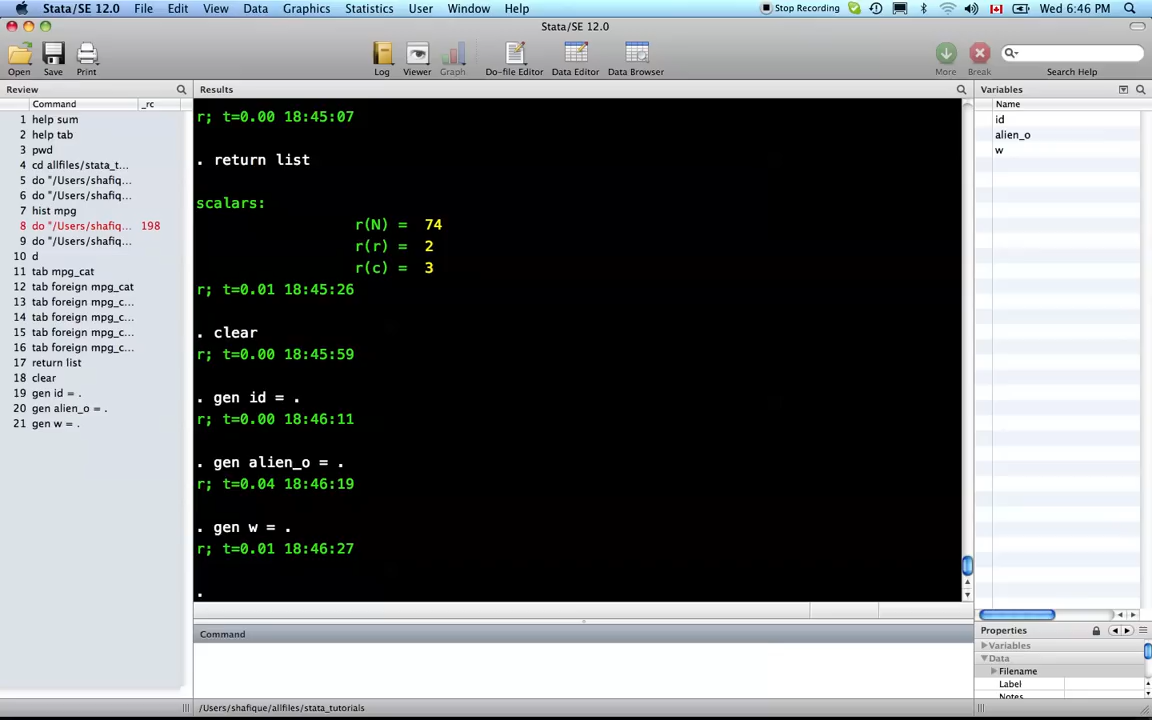 Stata/SE 12.0 File Edit View Data Graphics Statistics User Window Help Stop Recording Wed 6:46 PM
Stata/SE 12.0
Open Save Print Log Viewer Graph Do-file Editor Data Editor Data Browser More Break Search Help
Review
Command _rc
1 help sum
2 help tab
3 pwd
4 cd allfiles/stata_t...
5 do "/Users/shafiq...
6 do "/Users/shafiq...
7 hist mpg
8 do "/Users/shafiq... 198
9 do "/Users/shafiq...
10 d
11 tab mpg_cat
12 tab foreign mpg_cat
13 tab foreign mpg_c...
14 tab foreign mpg_c...
15 tab foreign mpg_c...
16 tab foreign mpg_c...
17 return list
18 clear
19 gen id = .
20 gen alien_o = .
21 gen w = .
Results
r; t=0.00 18:45:07
. return list
scalars:
r(N) = 74
r(r) = 2
r(c) = 3
r; t=0.01 18:45:26
. clear
r; t=0.00 18:45:59
. gen id = .
r; t=0.00 18:46:11
. gen alien_o = .
r; t=0.04 18:46:19
. gen w = .
r; t=0.01 18:46:27
.
Command
/Users/shafique/allfiles/stata_tutorials
Variables
Name
id
alien_o
w
Properties
Variables
Data
Filename
Label
Notes